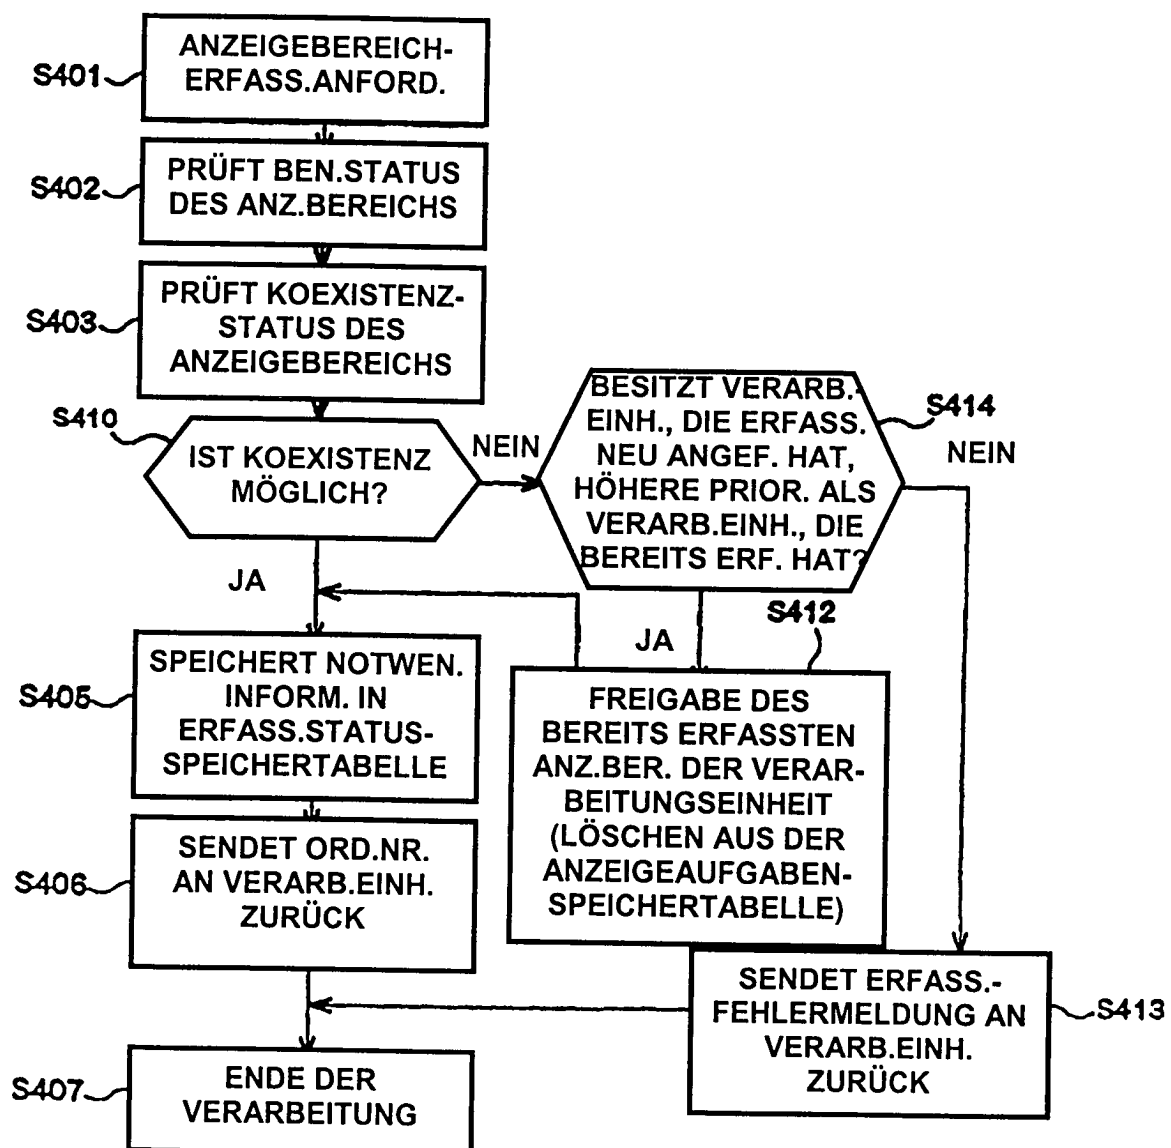 S401
ANZEIGEBEREICH-
ERFASS.ANFORD.
S402
PRÜFT BEN.STATUS
DES ANZ.BEREICHS
S403
PRÜFT KOEXISTENZ-
STATUS DES
ANZEIGEBEREICHS
S410
IST KOEXISTENZ
MÖGLICH?
NEIN
BESITZT VERARB.-
EINH., DIE ERFASS.
NEU ANGEF. HAT,
HÖHERE PRIOR. ALS
VERARB.EINH., DIE
BEREITS ERF. HAT?
S414
NEIN
JA
JA
S412
S405
SPEICHERT NOTWEN.
INFORM. IN
ERFASS.STATUS-
SPEICHERTABELLE
FREIGABE DES
BEREITS ERFASSTEN
ANZ.BER. DER VERAR-
BEITUNGSEINHEIT
(LÖSCHEN AUS DER
ANZEIGEAUFGABEN-
SPEICHERTABELLE)
S406
SENDET ORD.NR.
AN VERARB.EINH.
ZURÜCK
SENDET ERFASS.-
FEHLERMELDUNG AN
VERARB.EINH.
ZURÜCK
S413
S407
ENDE DER
VERARBEITUNG